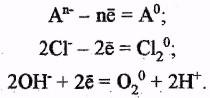 Aⁿ⁻ – nē = A⁰;
2Cl⁻ – 2ē = Cl₂⁰;
2OH⁻ + 2ē = O₂⁰ + 2H⁺.